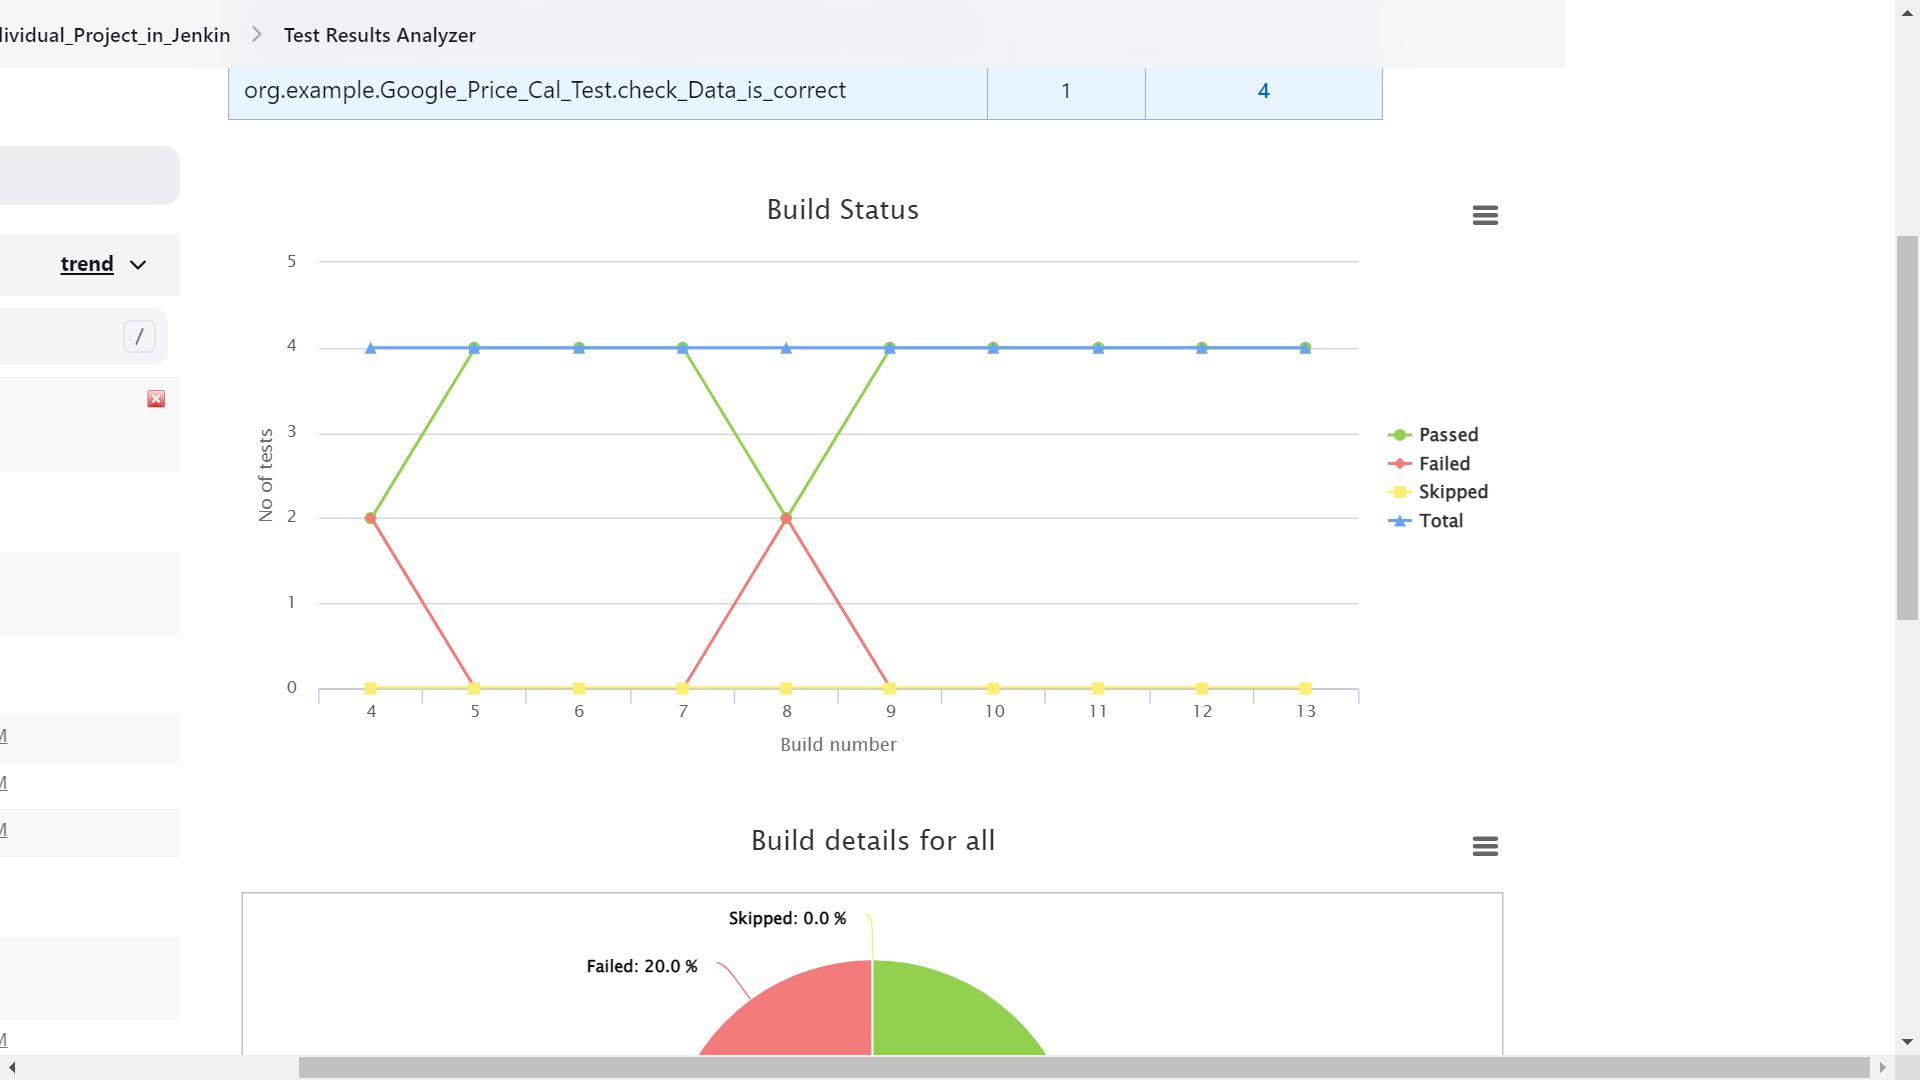 dividual_Project_in_Jenkin > Test Results Analyzer
org.example.Google_Price_Cal_Test.check_Data_is_correct 1 4
trend
/
Build Status
5
4
3
2
1
0
No of tests
4 5 6 7 8 9 10 11 12 13
Build number
Passed
Failed
Skipped
Total
M
M
M
M
Build details for all
Skipped: 0.0 %
Failed: 20.0 %